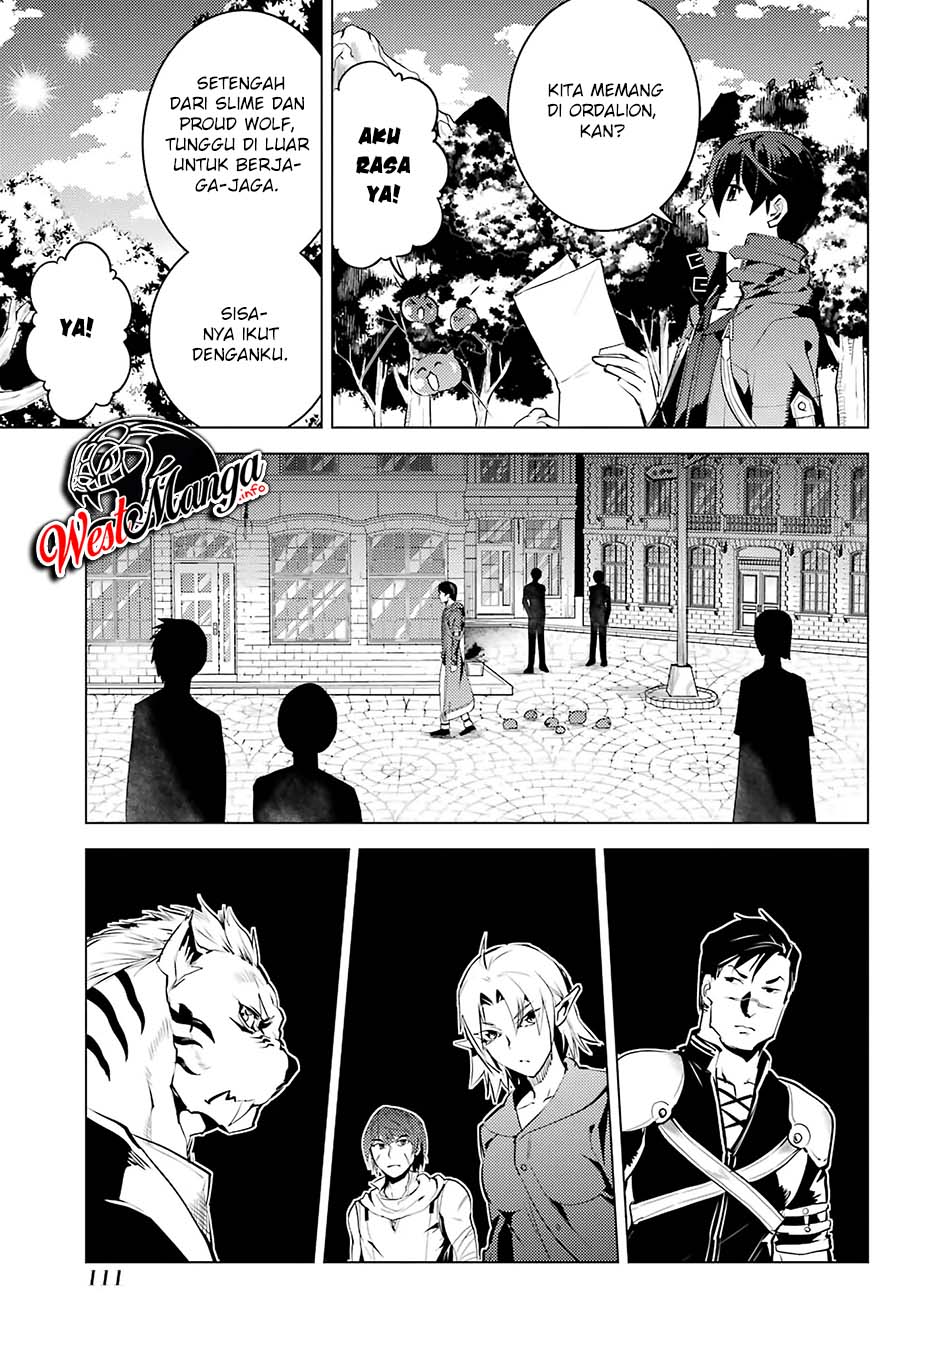 KITA MEMANG
DI ORDALION,
KAN?
AKU
RASA
YA!
SETENGAH
DARI SLIME DAN
PROUD WOLF,
TUNGGU DI LUAR
UNTUK BERJA-
GA-JAGA.
SISA-
NYA IKUT
DENGANKU.
YA!
WestManga
.info
111